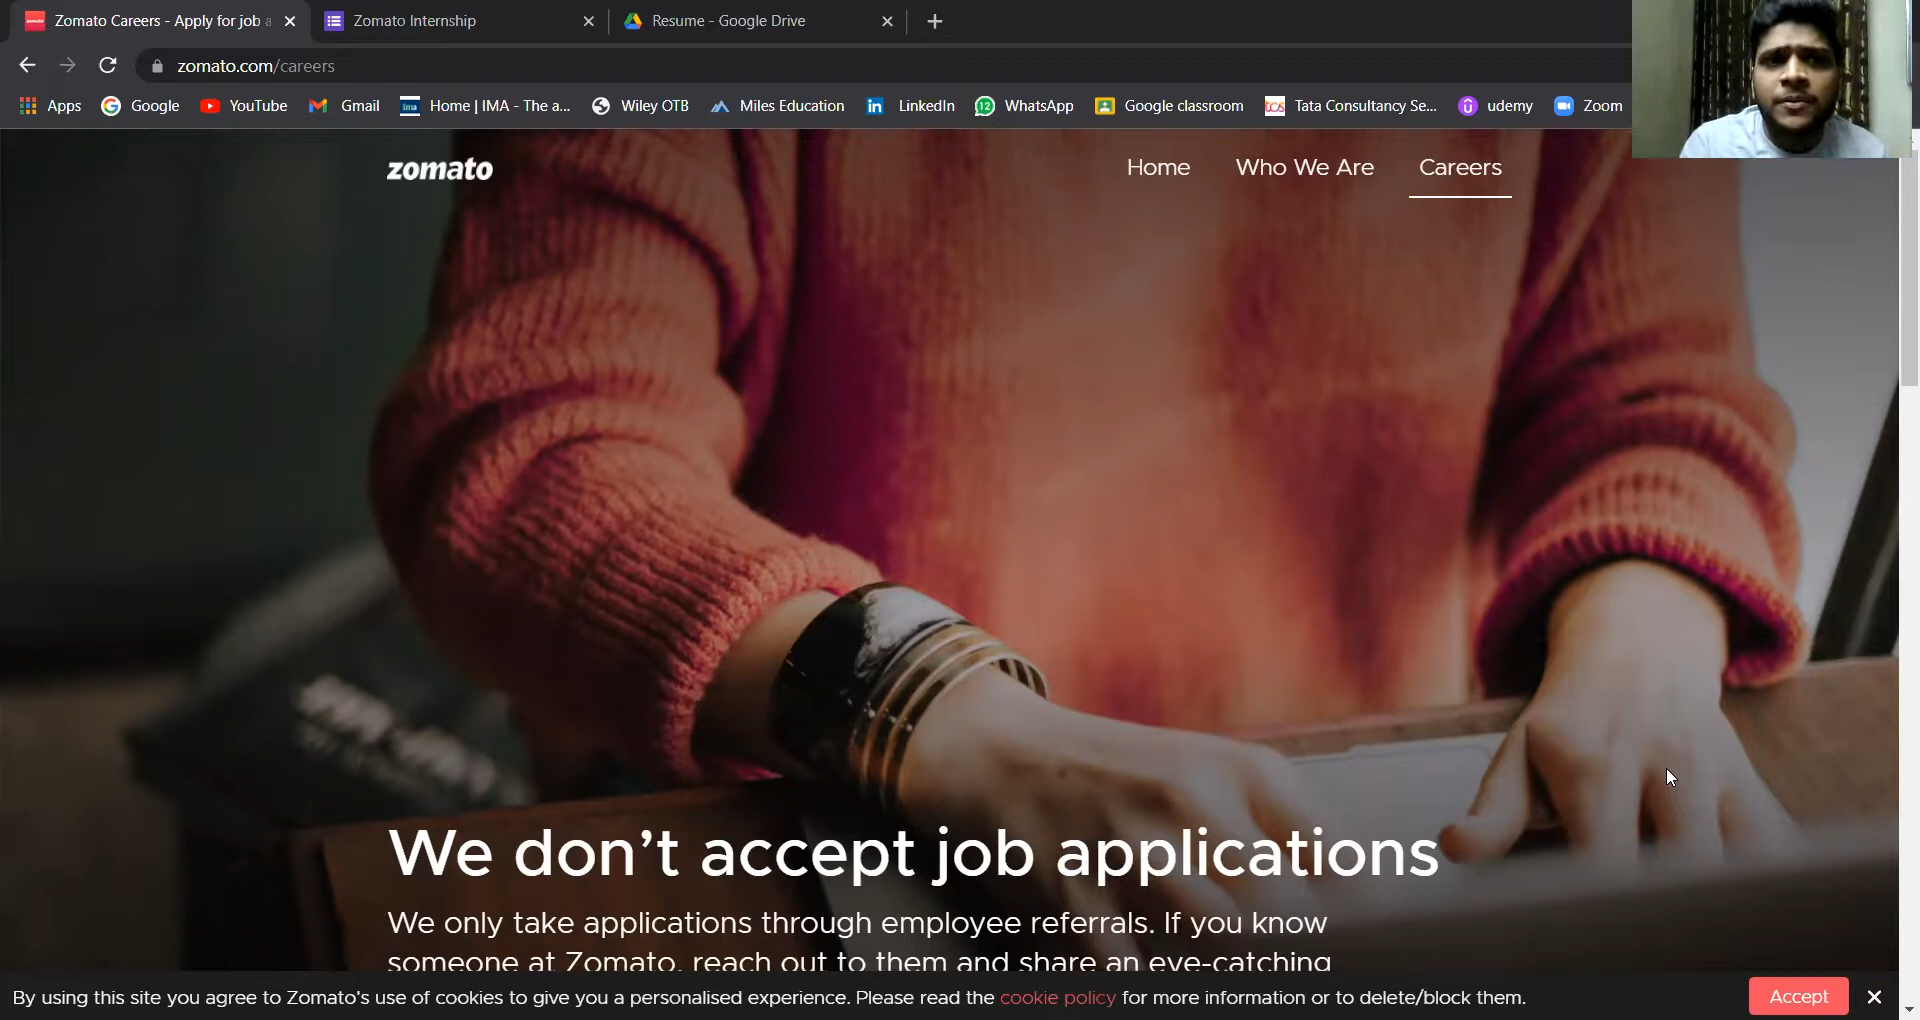 Zomato Careers - Apply for job a
Zomato Internship
Resume - Google Drive
zomato.com/careers
Apps
Google
YouTube
Gmail
Home | IMA - The a...
Wiley OTB
Miles Education
LinkedIn
12
WhatsApp
Google classroom
Tata Consultancy Se...
udemy
Zoom
zomato
Home
Who We Are
Careers
We don’t accept job applications
We only take applications through employee referrals. If you know
someone at Zomato, reach out to them and share an eye-catching
By using this site you agree to Zomato's use of cookies to give you a personalised experience. Please read the cookie policy for more information or to delete/block them.
Accept